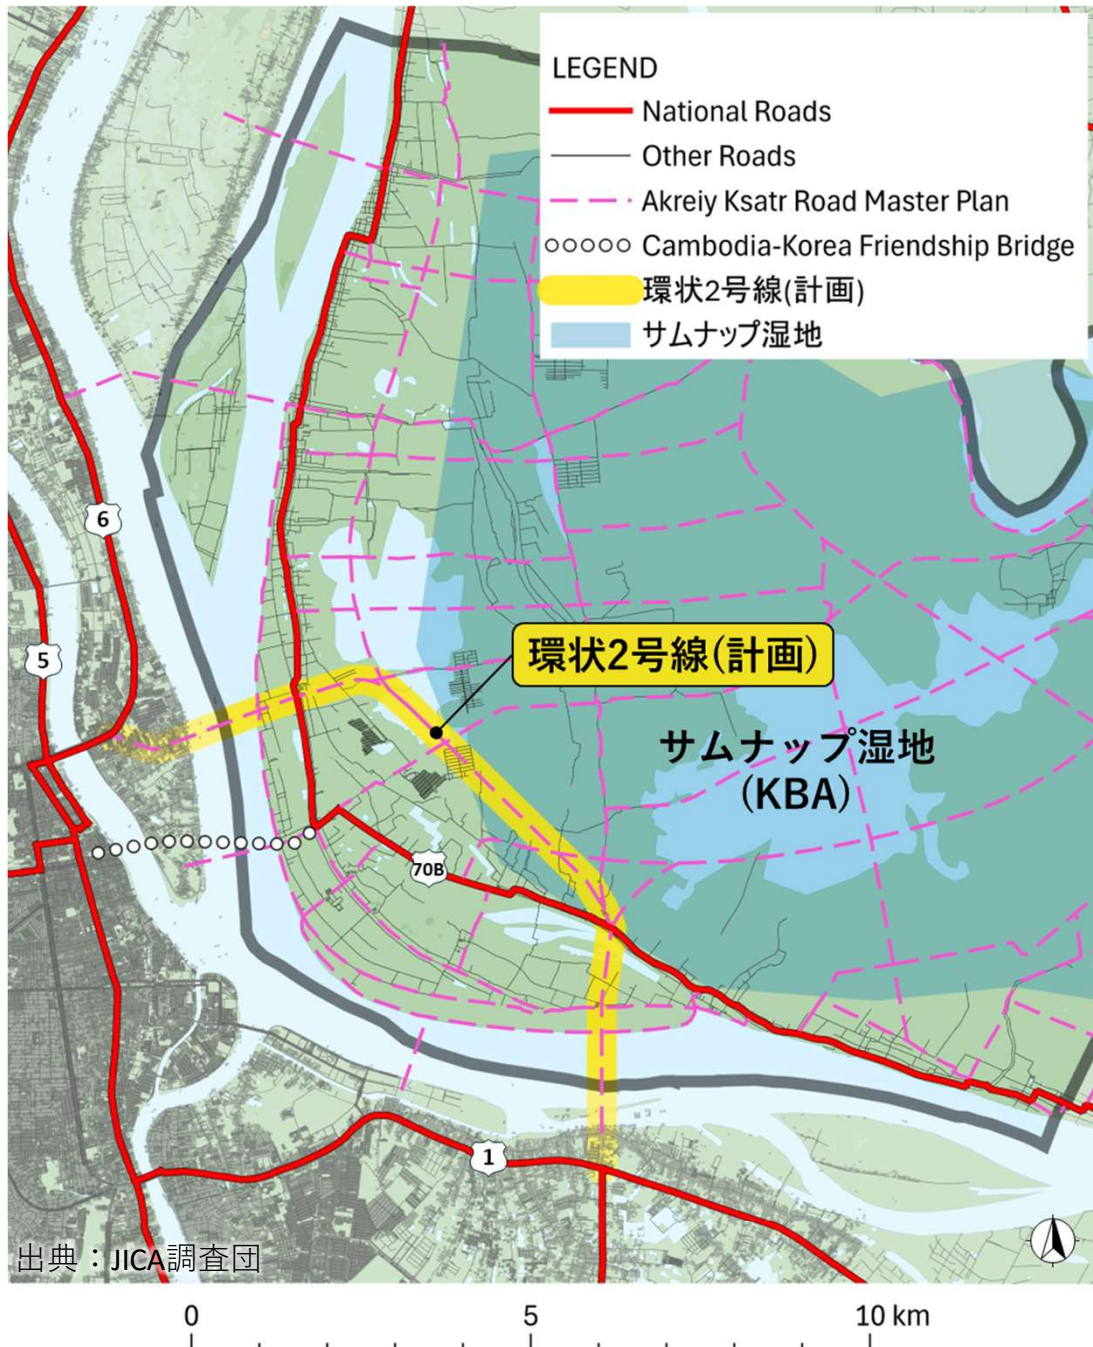 LEGEND
National Roads
Other Roads
Akreiy Ksatr Road Master Plan
Cambodia-Korea Friendship Bridge
環状2号線(計画)
サムナップ湿地
6
5
環状2号線(計画)
サムナップ湿地
(KBA)
70B
1
出典：JICA調査団
0 5 10 km